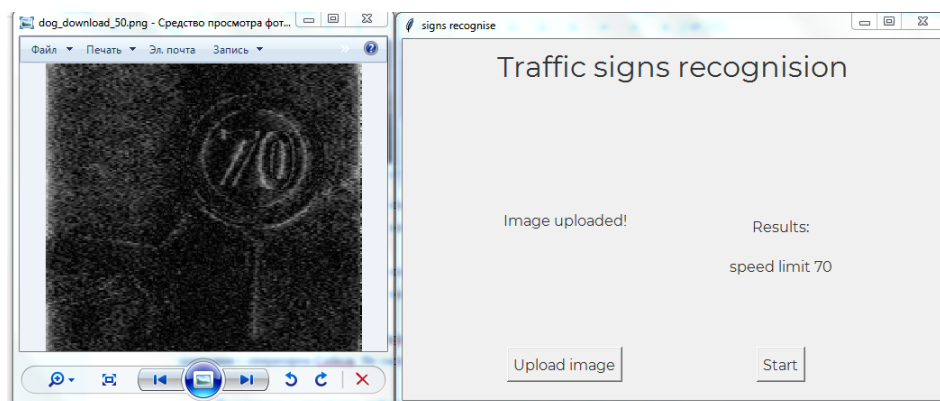 dog_download_50.png - Средство просмотра фот...
Файл Печать Эл. почта Запись
70
signs recognise
Traffic signs recognision
Image uploaded!
Results:
speed limit 70
Upload image
Start